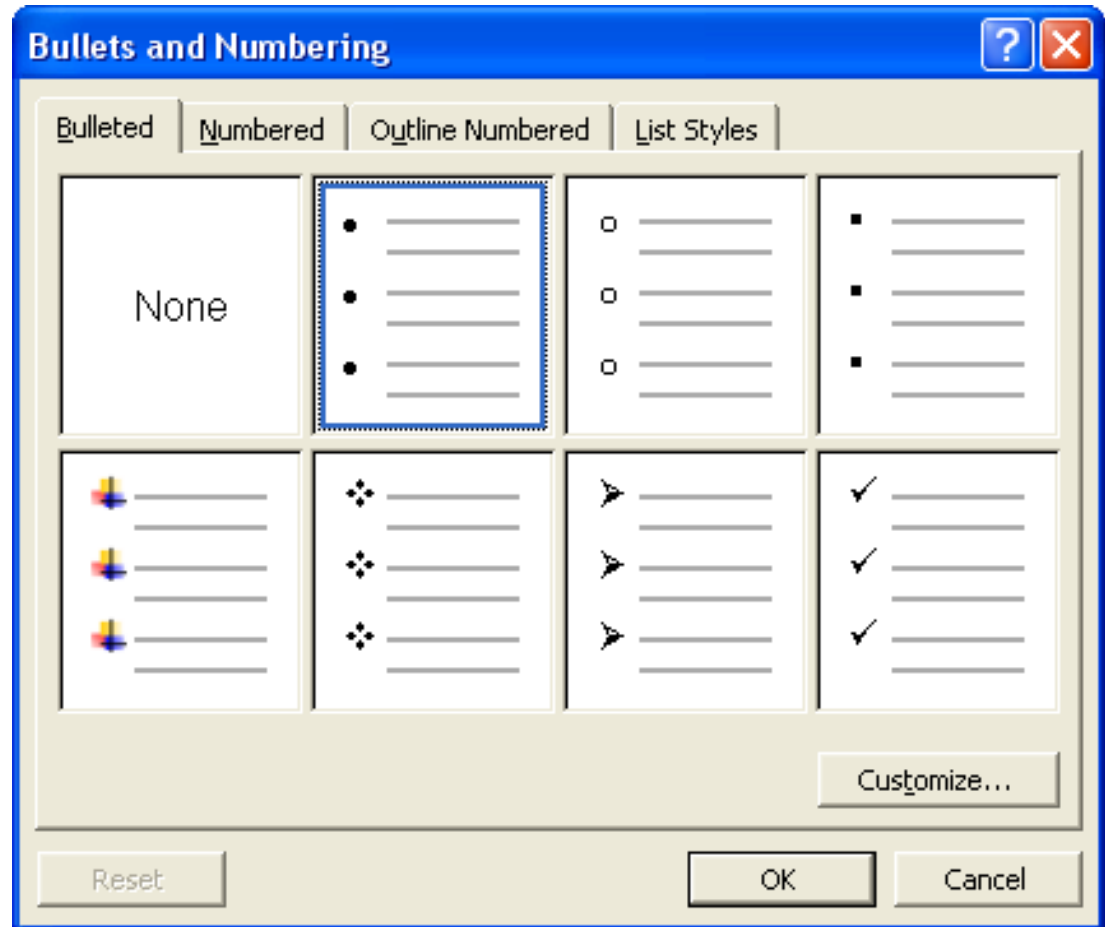 Bullets and Numbering
Bulleted Numbered Outline Numbered List Styles
None
Customize...
Reset OK Cancel